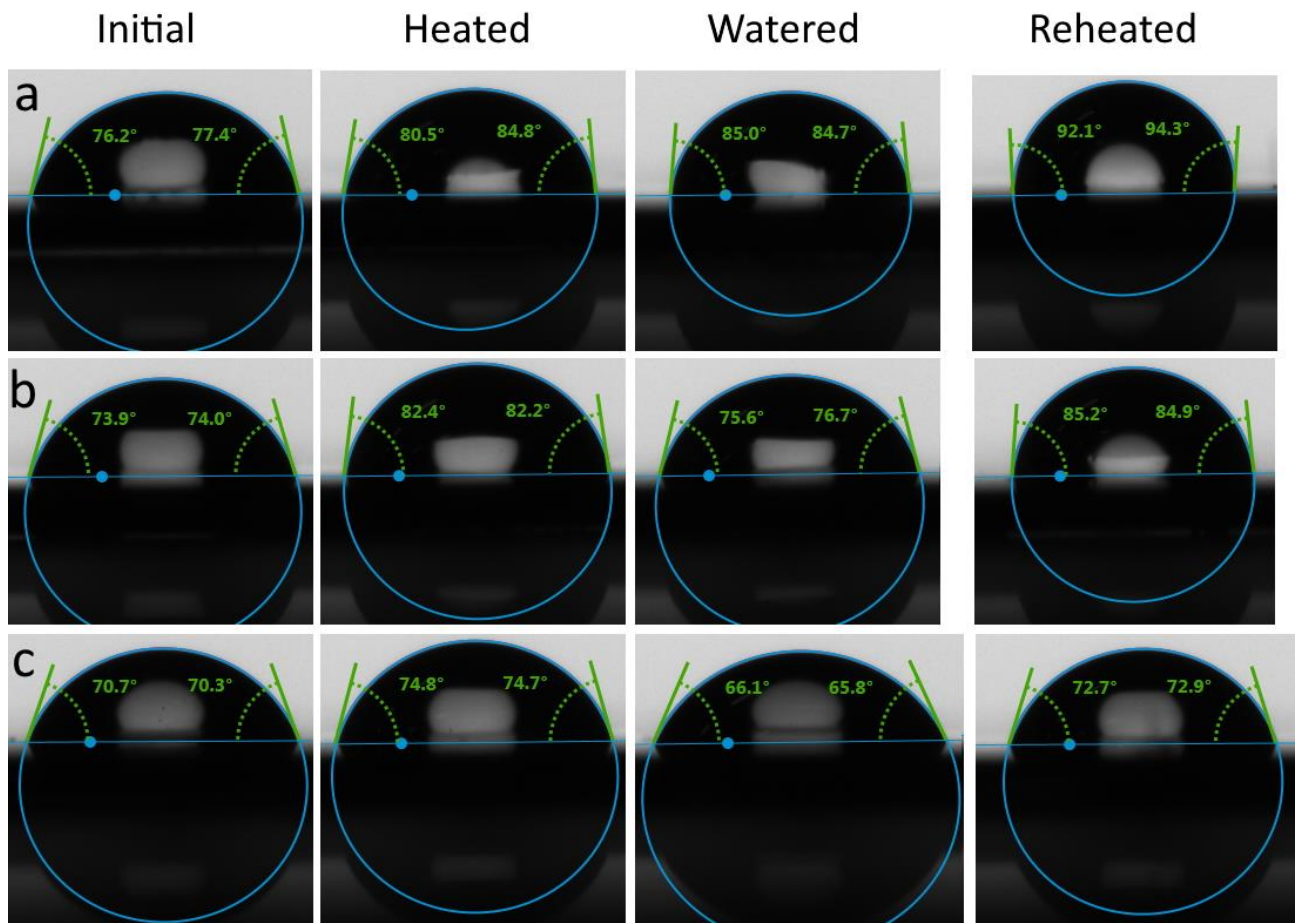 Initial Heated Watered Reheated
a
76.2° 77.4° 80.5° 84.8° 85.0° 84.7° 92.1° 94.3°
b
73.9° 74.0° 82.4° 82.2° 75.6° 76.7° 85.2° 84.9°
c
70.7° 70.3° 74.8° 74.7° 66.1° 65.8° 72.7° 72.9°